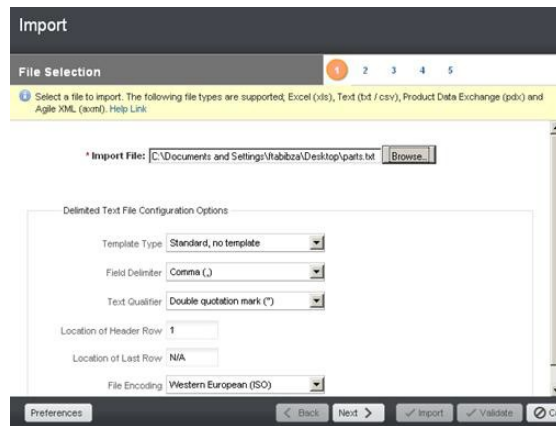 Import
File Selection
1 2 3 4 5
Select a file to import. The following file types are supported; Excel (xls), Text (txt / csv), Product Data Exchange (pdx) and
Agile XML (axml). Help Link
* Import File: C:\Documents and Settings\ftabibza\Desktop\parts.txt Browse...
Delimited Text File Configuration Options
Template Type Standard, no template
Field Delimiter Comma (,)
Text Qualifier Double quotation mark (")
Location of Header Row 1
Location of Last Row N/A
File Encoding Western European (ISO)
Preferences < Back Next > Import Validate C